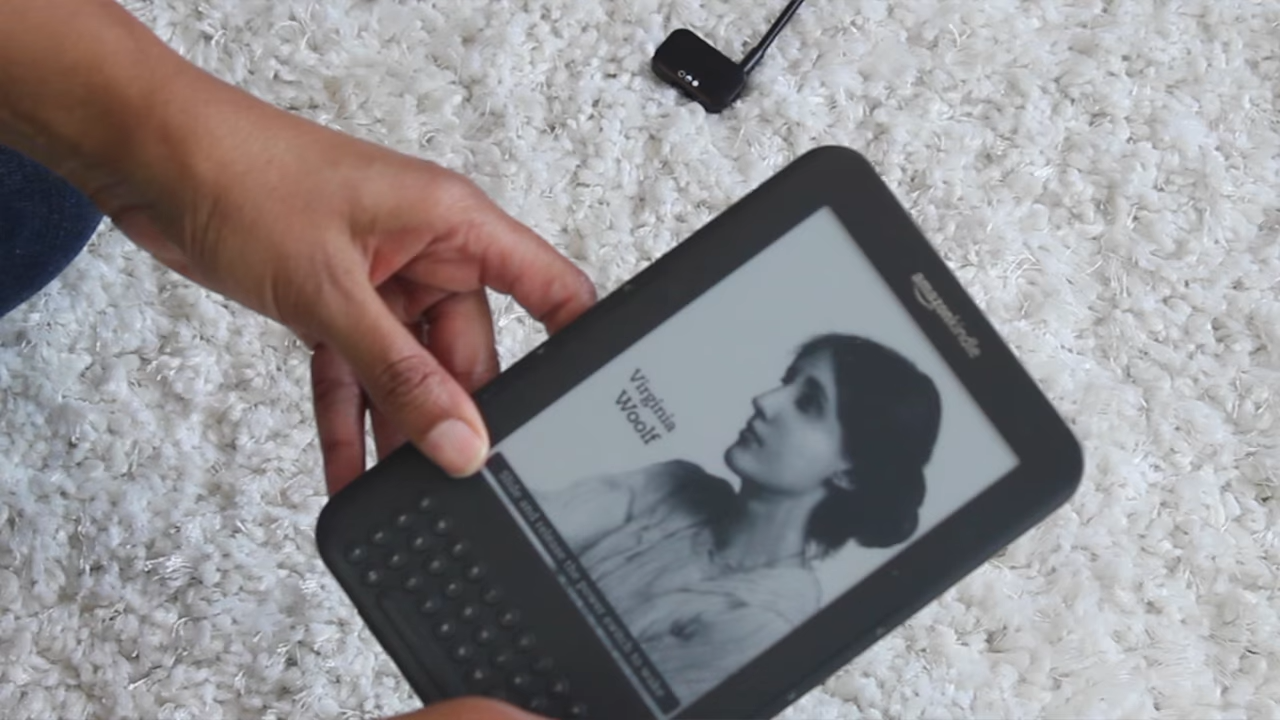 amazonkindle
Virginia
Woolf
Slide and release the power switch to wake